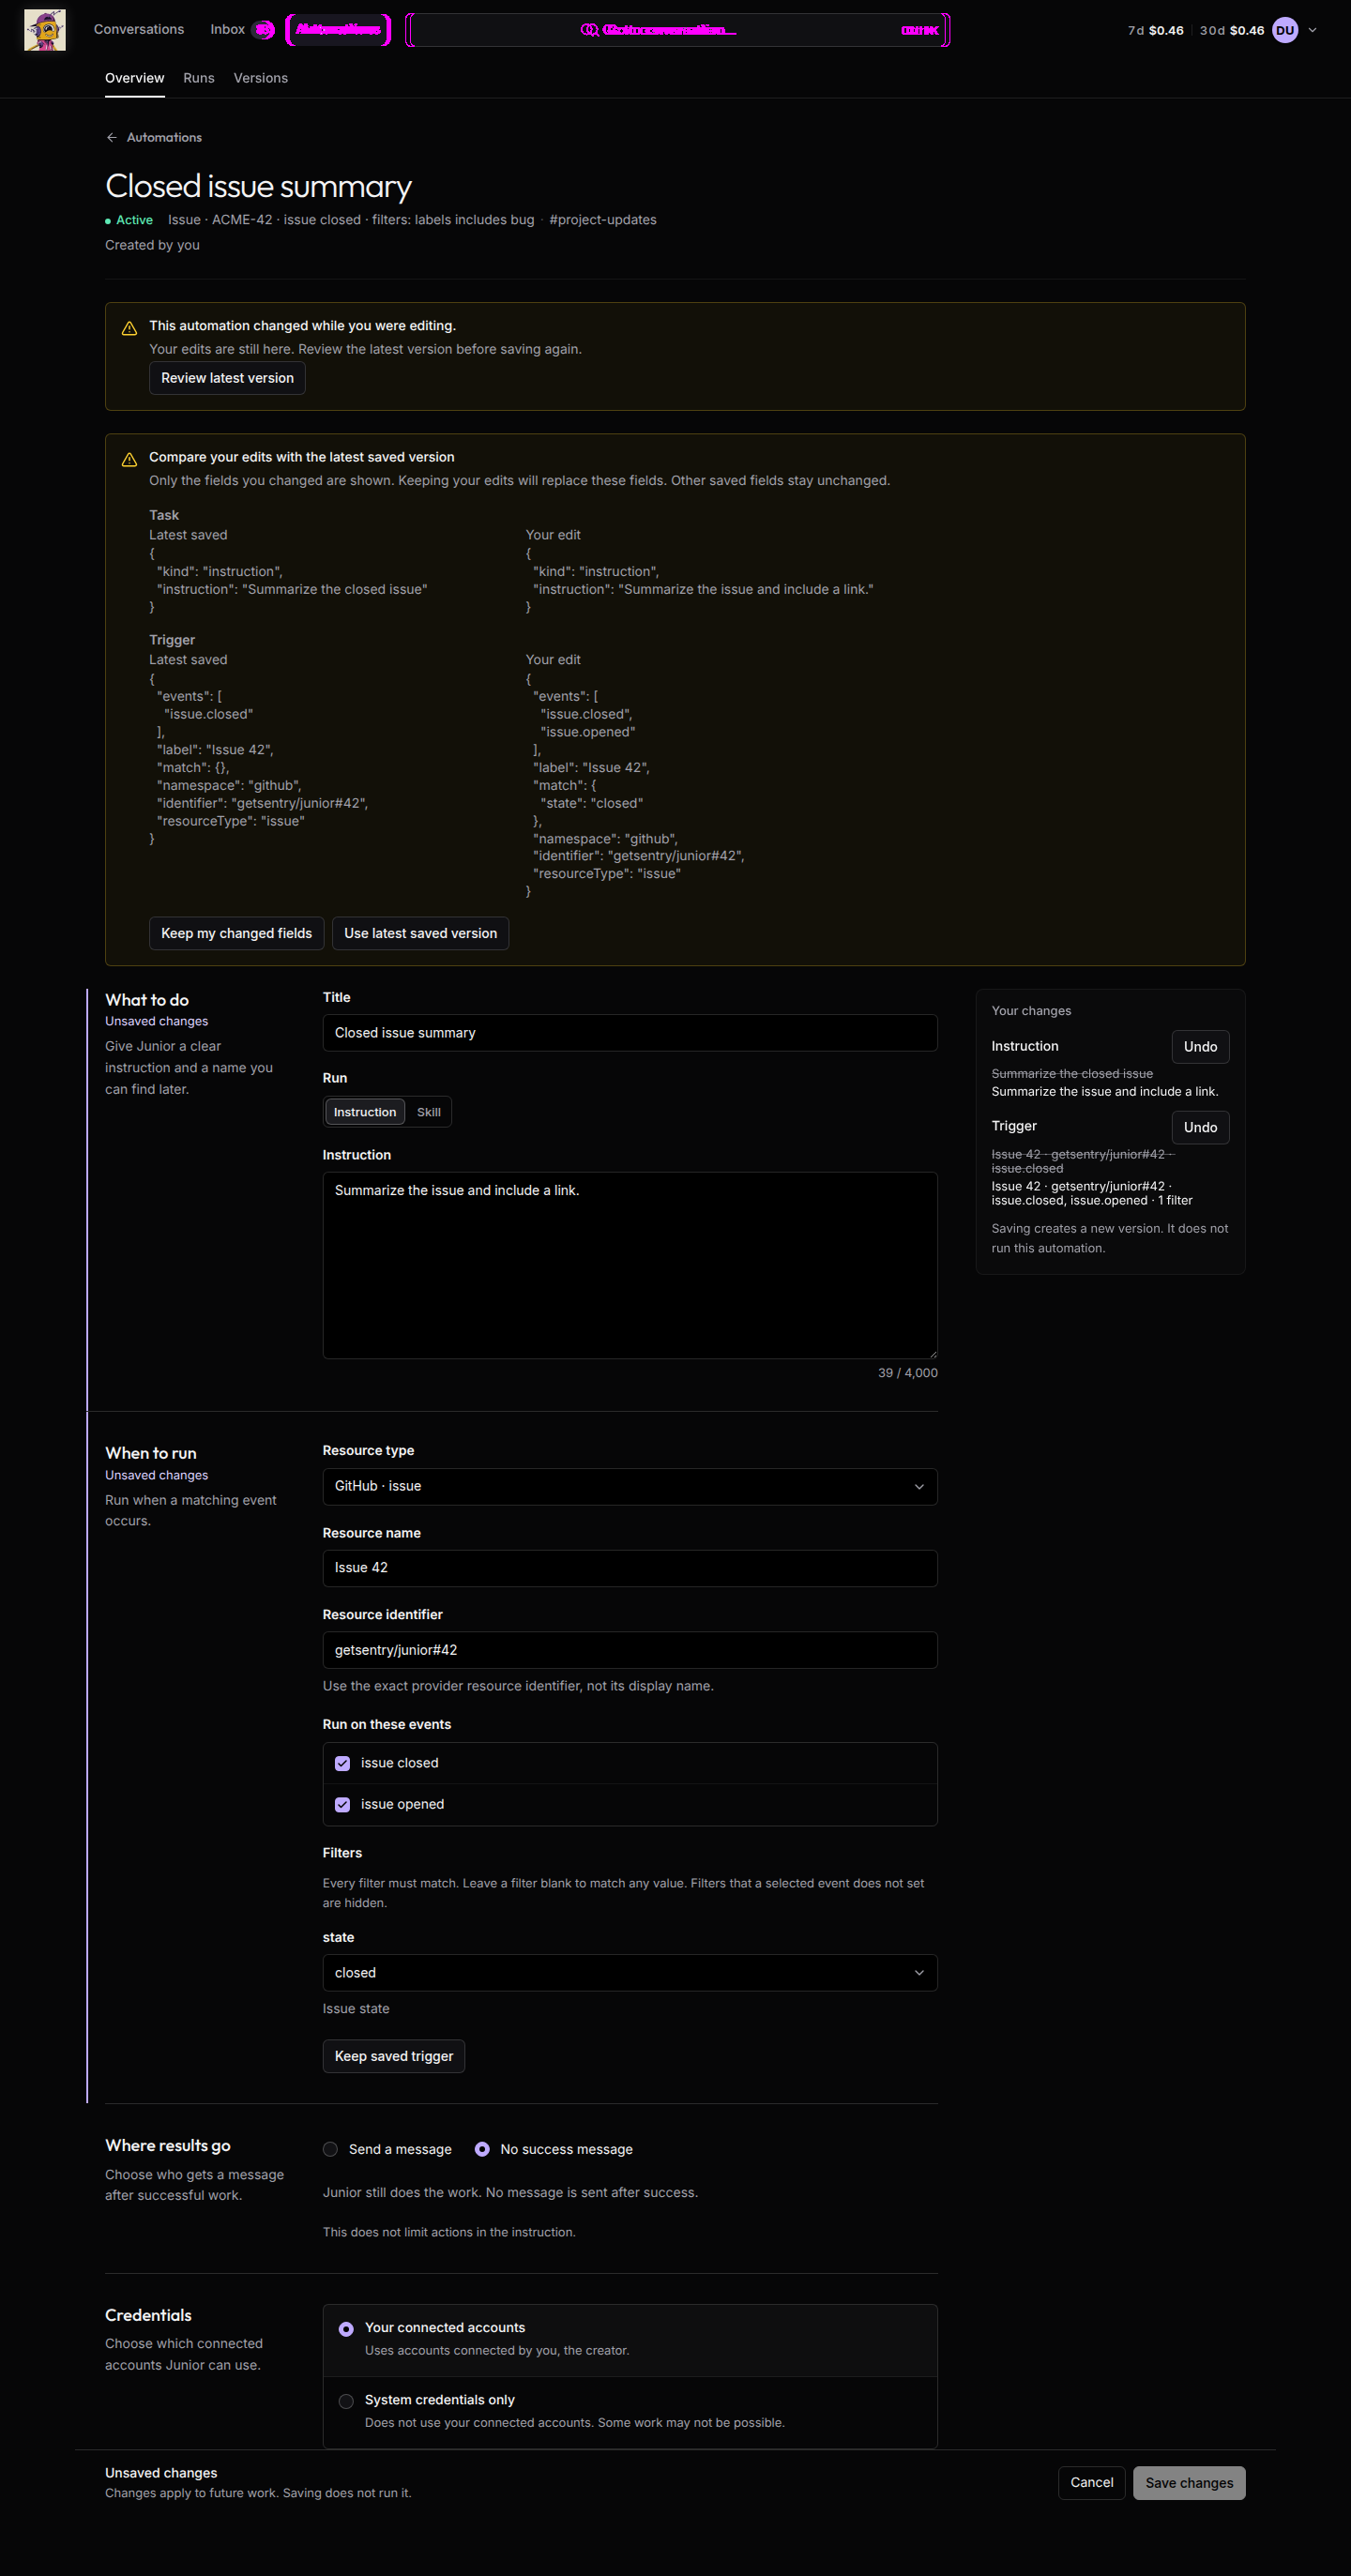 Conversations
Inbox
7d $0.46 30d $0.46 DU
Overview Runs Versions
← Automations
Closed issue summary
Active Issue · ACME-42 · issue closed · filters: labels includes bug · #project-updates
Created by you
This automation changed while you were editing.
Your edits are still here. Review the latest version before saving again.
Review latest version
Compare your edits with the latest saved version
Only the fields you changed are shown. Keeping your edits will replace these fields. Other saved fields stay unchanged.
Task
Latest saved
{
"kind": "instruction",
"instruction": "Summarize the closed issue"
}
Your edit
{
"kind": "instruction",
"instruction": "Summarize the issue and include a link."
}
Trigger
Latest saved
{
"events": [
"issue.closed"
],
"label": "Issue 42",
"match": {},
"namespace": "github",
"identifier": "getsentry/junior#42",
"resourceType": "issue"
}
Your edit
{
"events": [
"issue.closed",
"issue.opened"
],
"label": "Issue 42",
"match": {
"state": "closed"
},
"namespace": "github",
"identifier": "getsentry/junior#42",
"resourceType": "issue"
}
Keep my changed fields
Use latest saved version
What to do
Unsaved changes
Give Junior a clear
instruction and a name you
can find later.
Title
Closed issue summary
Run
Instruction Skill
Instruction
Summarize the issue and include a link.
39 / 4,000
Your changes
Instruction
Undo
Summarize the closed issue
Summarize the issue and include a link.
Trigger
Undo
Issue 42 · getsentry/junior#42 ·
issue.closed
Issue 42 · getsentry/junior#42 ·
issue.closed, issue.opened · 1 filter
Saving creates a new version. It does not
run this automation.
When to run
Unsaved changes
Run when a matching event
occurs.
Resource type
GitHub · issue
Resource name
Issue 42
Resource identifier
getsentry/junior#42
Use the exact provider resource identifier, not its display name.
Run on these events
issue closed
issue opened
Filters
Every filter must match. Leave a filter blank to match any value. Filters that a selected event does not set
are hidden.
state
closed
Issue state
Keep saved trigger
Where results go
Choose who gets a message
after successful work.
Send a message
No success message
Junior still does the work. No message is sent after success.
This does not limit actions in the instruction.
Credentials
Choose which connected
accounts Junior can use.
Your connected accounts
Uses accounts connected by you, the creator.
System credentials only
Does not use your connected accounts. Some work may not be possible.
Unsaved changes
Changes apply to future work. Saving does not run it.
Cancel
Save changes